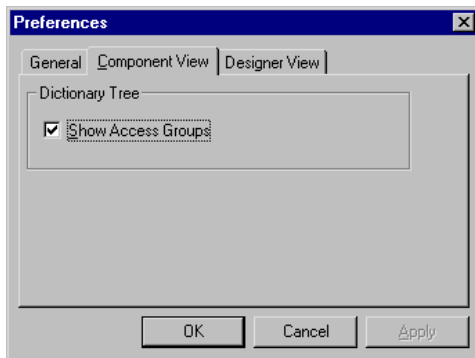 Preferences
General Component View Designer View
Dictionary Tree
Show Access Groups
OK Cancel Apply